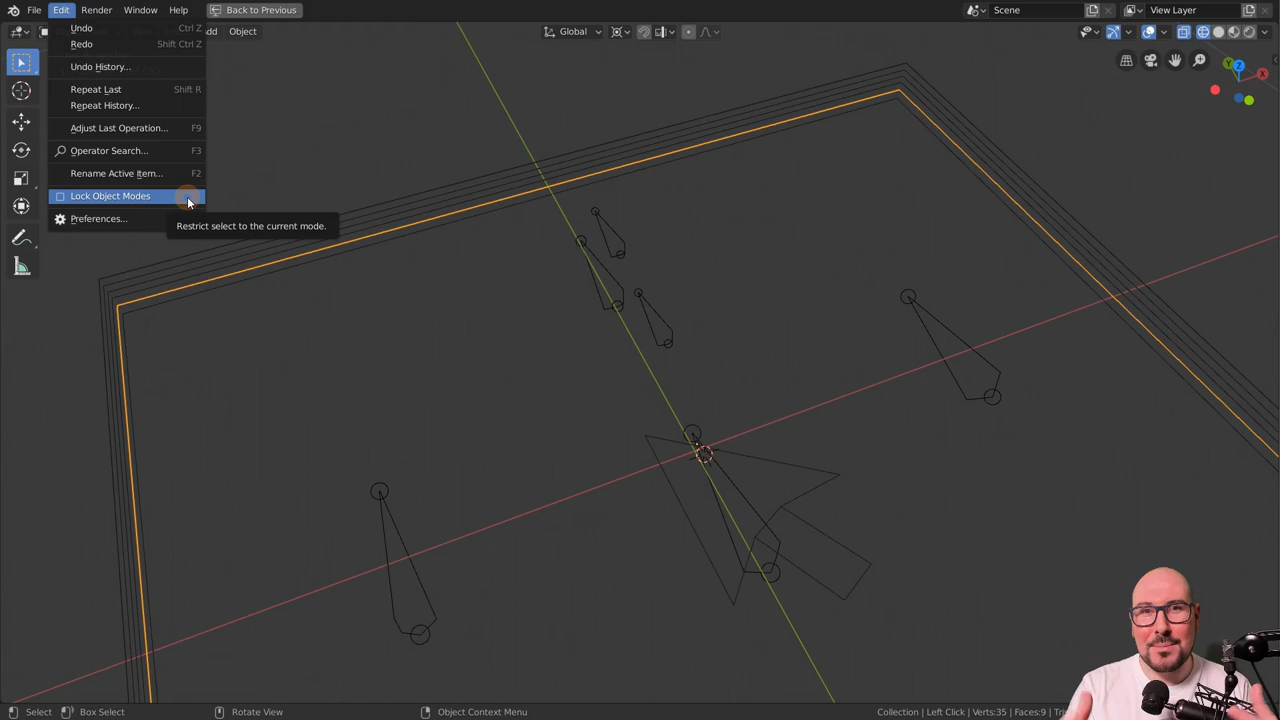 File Edit Render Window Help Back to Previous Scene View Layer
dd Object Global
Undo Ctrl Z
Redo Shift Ctrl Z
Undo History...
Repeat Last Shift R
Repeat History...
Adjust Last Operation... F9
Operator Search... F3
Rename Active Item... F2
Lock Object Modes
Preferences...
Restrict select to the current mode.
Z
Y
X
Select Box Select Rotate View Object Context Menu Collection | Left Click | Verts:35 | Faces:9 |